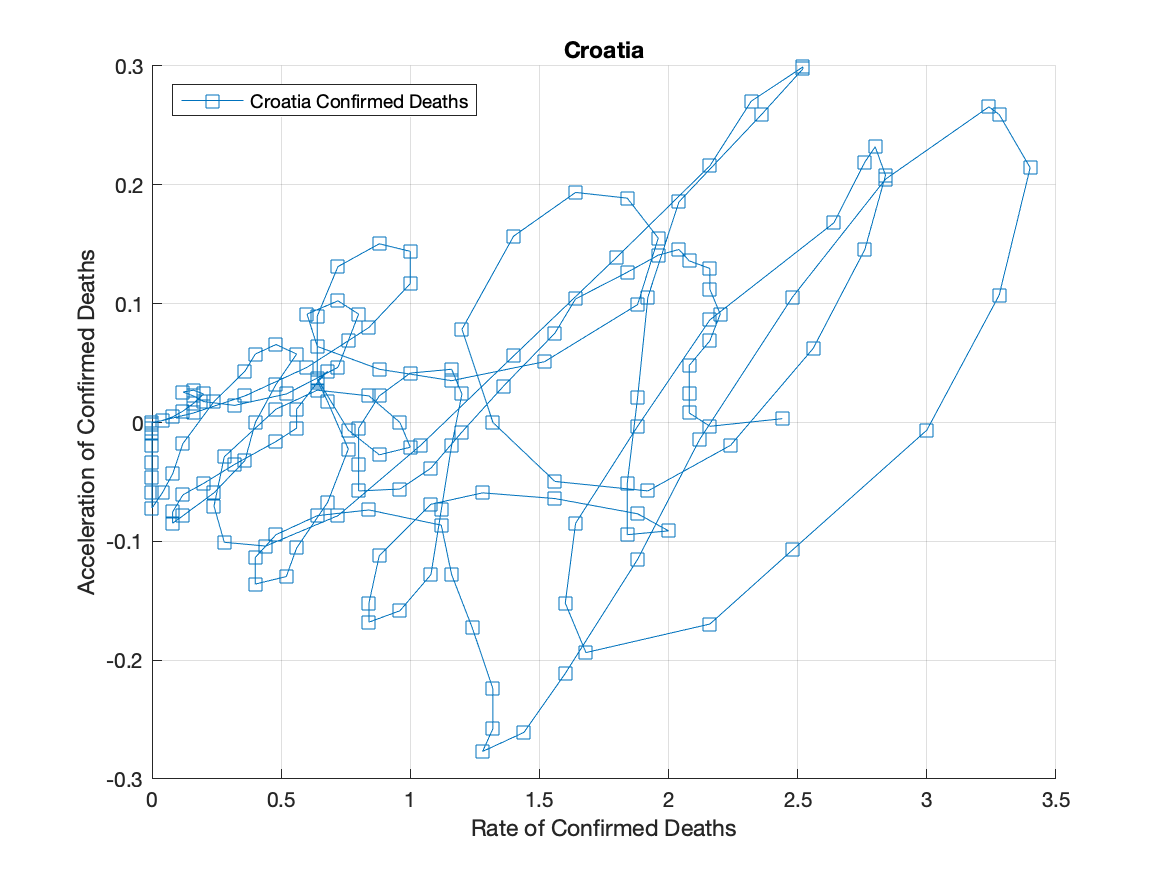 Croatia
Croatia Confirmed Deaths
0.3
0.2
0.1
0
-0.1
-0.2
-0.3
Acceleration of Confirmed Deaths
0 0.5 1 1.5 2 2.5 3 3.5
Rate of Confirmed Deaths